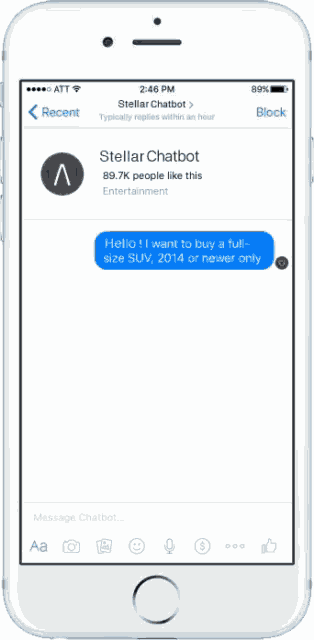 ATT 2:46 PM 89%
Recent Stellar Chatbot > Block
Typically replies within an hour
Stellar Chatbot
89.7K people like this
Entertainment
Hello ! I want to buy a full-
size SUV, 2014 or newer only
Message Chatbot...
Aa $